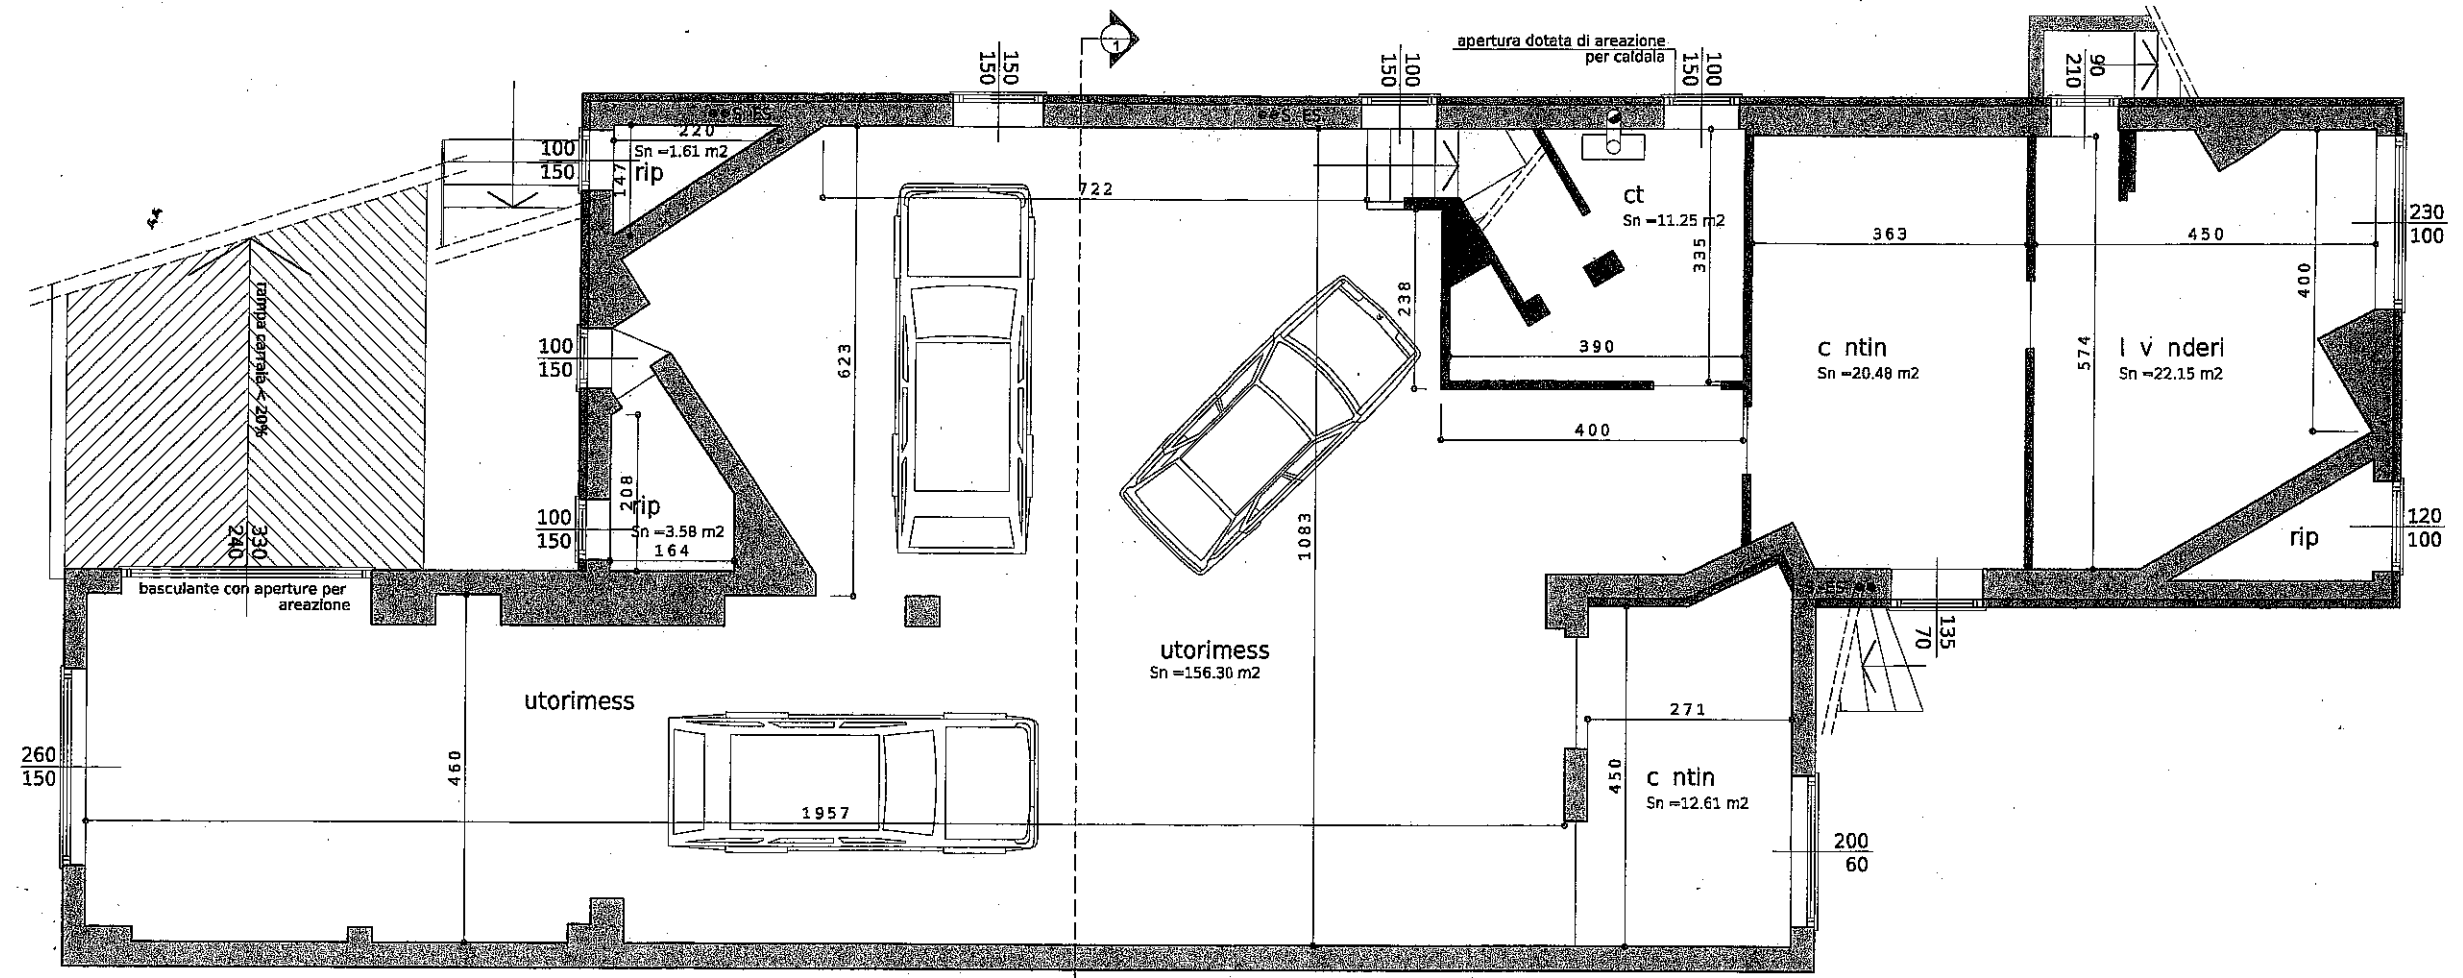 1
apertura dotata di areazione
per caldaia
150
150
100
150
100
150
90
210
S ES
S ES
220
Sn =1.61 m2
rip
147
100
150
722
ct
Sn =11.25 m2
335
363
450
230
100
400
rampa carraia < 20%
100
150
623
238
390
c ntin
Sn =20.48 m2
574
l v nderi
Sn =22.15 m2
400
208
rip
Sn =3.58 m2
164
100
150
1083
rip
120
100
330
240
basculante con aperture per
areazione
ES
135
70
utorimess
Sn =156.30 m2
utorimess
271
260
150
460
1957
450
c ntin
Sn =12.61 m2
200
60